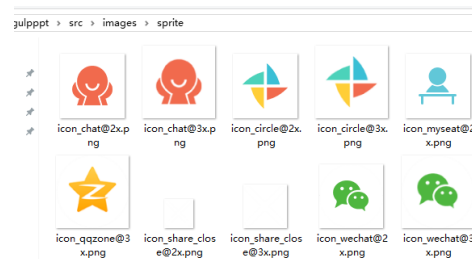 gulpppt > src > images > sprite
icon_chat@2x.p
ng
icon_chat@3x.p
ng
icon_circle@2x.
png
icon_circle@3x.
png
icon_myseat@2
x.png
icon_qqzone@3
x.png
icon_share_clos
e@2x.png
icon_share_clos
e@3x.png
icon_wechat@2
x.png
icon_wechat@3
x.png